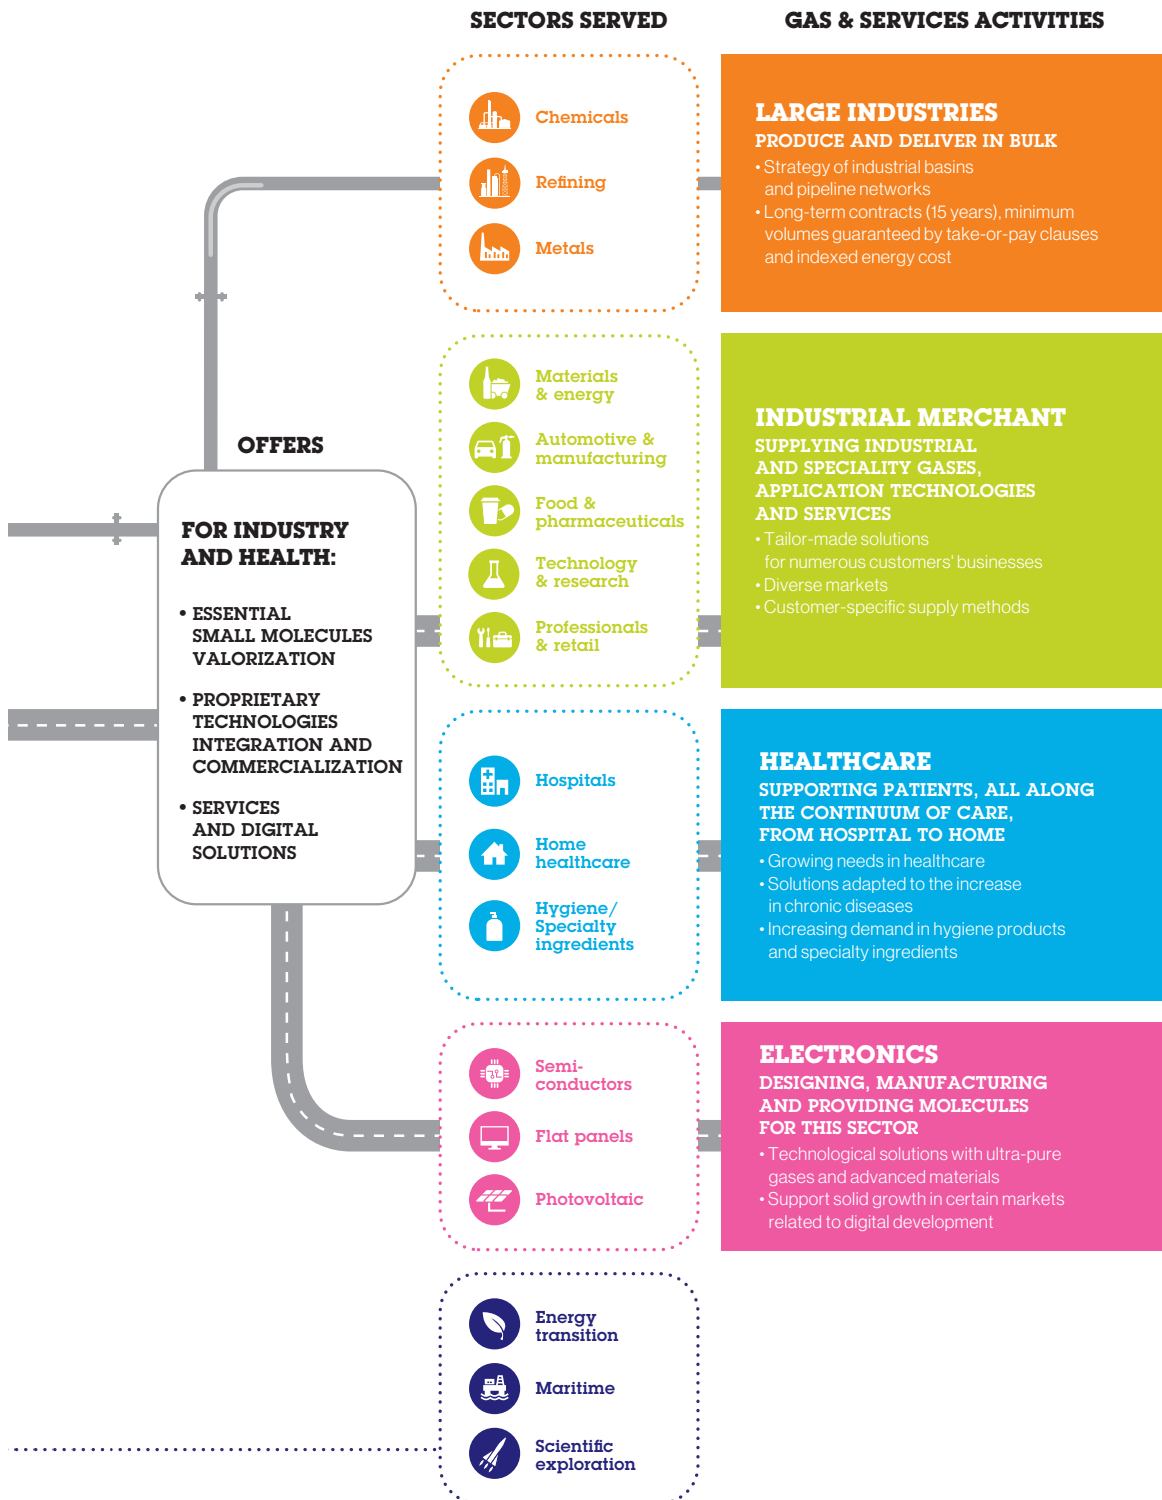 SECTORS SERVED
GAS & SERVICES ACTIVITIES
Chemicals
Refining
Metals
LARGE INDUSTRIES
PRODUCE AND DELIVER IN BULK
• Strategy of industrial basins
and pipeline networks
• Long-term contracts (15 years), minimum
volumes guaranteed by take-or-pay clauses
and indexed energy cost
OFFERS
FOR INDUSTRY
AND HEALTH:
• ESSENTIAL
SMALL MOLECULES
VALORIZATION
• PROPRIETARY
TECHNOLOGIES
INTEGRATION AND
COMMERCIALIZATION
• SERVICES
AND DIGITAL
SOLUTIONS
Materials
& energy
Automotive &
manufacturing
Food &
pharmaceuticals
Technology
& research
Professionals
& retail
INDUSTRIAL MERCHANT
SUPPLYING INDUSTRIAL
AND SPECIALITY GASES,
APPLICATION TECHNOLOGIES
AND SERVICES
• Tailor-made solutions
for numerous customers' businesses
• Diverse markets
• Customer-specific supply methods
Hospitals
Home
healthcare
Hygiene/
Specialty
ingredients
HEALTHCARE
SUPPORTING PATIENTS, ALL ALONG
THE CONTINUUM OF CARE,
FROM HOSPITAL TO HOME
• Growing needs in healthcare
• Solutions adapted to the increase
in chronic diseases
• Increasing demand in hygiene products
and specialty ingredients
Semi-
conductors
Flat panels
Photovoltaic
ELECTRONICS
DESIGNING, MANUFACTURING
AND PROVIDING MOLECULES
FOR THIS SECTOR
• Technological solutions with ultra-pure
gases and advanced materials
• Support solid growth in certain markets
related to digital development
Energy
transition
Maritime
Scientific
exploration